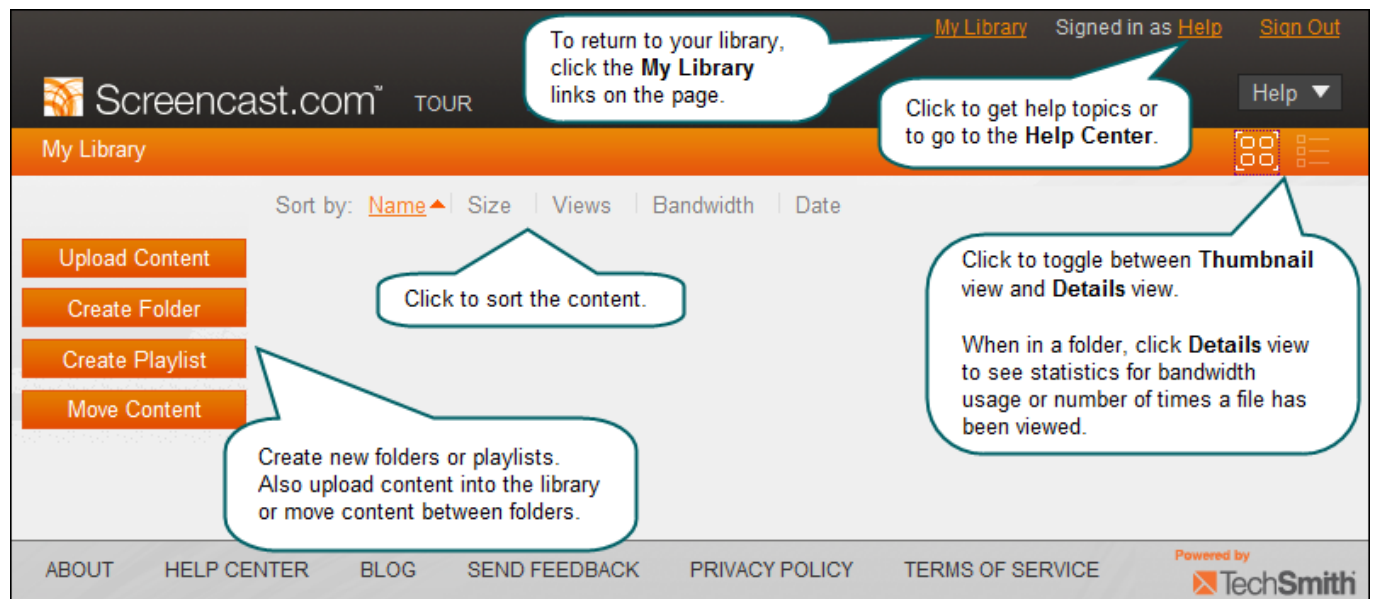 My Library Signed in as Help Sign Out
To return to your library,
click the My Library
links on the page.
Screencast.com™ TOUR
Help ▼
Click to get help topics or
to go to the Help Center.
My Library
Sort by: Name Size Views Bandwidth Date
Upload Content
Create Folder
Create Playlist
Move Content
Click to sort the content.
Click to toggle between Thumbnail
view and Details view.
When in a folder, click Details view
to see statistics for bandwidth
usage or number of times a file has
been viewed.
Create new folders or playlists.
Also upload content into the library
or move content between folders.
ABOUT HELP CENTER BLOG SEND FEEDBACK PRIVACY POLICY TERMS OF SERVICE
Powered by
TechSmith